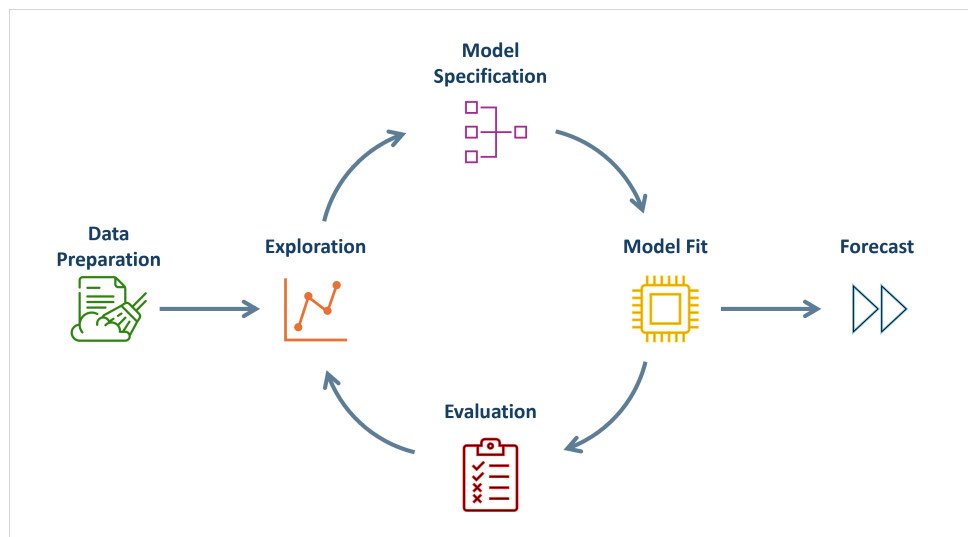 Model
Specification
Data
Preparation
Exploration
Model Fit
Forecast
Evaluation